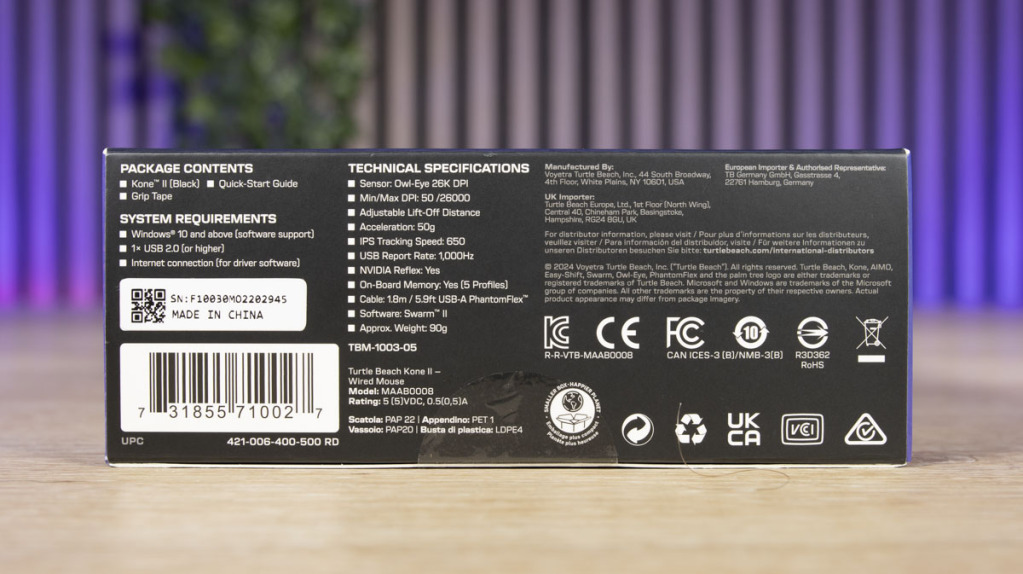 PACKAGE CONTENTS
■ Kone™ II (Black) ■ Quick-Start Guide
■ Grip Tape
SYSTEM REQUIREMENTS
■ Windows® 10 and above (software support)
■ 1× USB 2.0 (or higher)
■ Internet connection (for driver software)
SN:F10030MO2202945
MADE IN CHINA
7 31855 71002 7
UPC
421-006-400-500 RD
TECHNICAL SPECIFICATIONS
■ Sensor: Owl-Eye 26K DPI
■ Min/Max DPI: 50 /26000
■ Adjustable Lift-Off Distance
■ Acceleration: 50g
■ IPS Tracking Speed: 650
■ USB Report Rate: 1,000Hz
■ NVIDIA Reflex: Yes
■ On-Board Memory: Yes (5 Profiles)
■ Cable: 1.8m / 5.9ft USB-A PhantomFlex™
■ Software: Swarm™ II
■ Approx. Weight: 90g
TBM-1003-05
Turtle Beach Kone II –
Wired Mouse
Model: MAAB0008
Rating: 5 (5)VDC, 0.5(0,5)A
Scatola: PAP 22 | Appendino: PET 1
Vassoio: PAP20 | Busta di plastica: LDPE4
Manufactured By:
Voyetra Turtle Beach, Inc., 44 South Broadway,
4th Floor, White Plains, NY 10601, USA
European Importer & Authorised Representative:
TB Germany GmbH, Gasstrasse 4,
22761 Hamburg, Germany
UK Importer:
Turtle Beach Europe, Ltd., 1st Floor (North Wing),
Central 40, Chineham Park, Basingstoke,
Hampshire, RG24 8GU, UK
For distributor information, please visit / Pour plus d'informations sur les distributeurs,
veuillez visiter / Para información del distribuidor, visite / Für weitere Informationen zu
unseren Distributoren besuchen Sie bitte: turtlebeach.com/international-distributors
© 2024 Voyetra Turtle Beach, Inc. ("Turtle Beach"). All rights reserved. Turtle Beach, Kone, AIMO,
Easy-Shift, Swarm, Owl-Eye, PhantomFlex and the palm tree logo are either trademarks or
registered trademarks of Turtle Beach. Microsoft and Windows are trademarks of the Microsoft
group of companies. All other trademarks are the property of their respective owners. Actual
product appearance may differ from package imagery.
KC CE FC 10
R-R-VTB-MAAB0008
CAN ICES-3 (B)/NMB-3(B)
R3D362
RoHS
SMALLER BOX·HAPPIER PLANET
Emballage plus compact
Planète plus heureuse
UK
CA
VCI